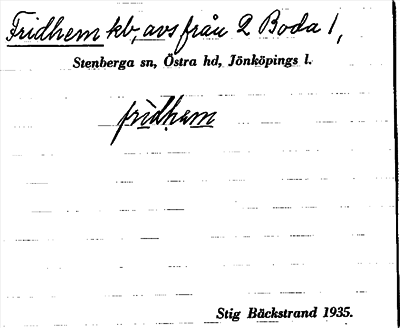 Fridhem kb, avs från 2 Boda 1,
Stenberga sn, Östra hd, Jönköpings l.
fridhem
Stig Bäckstrand 1935.